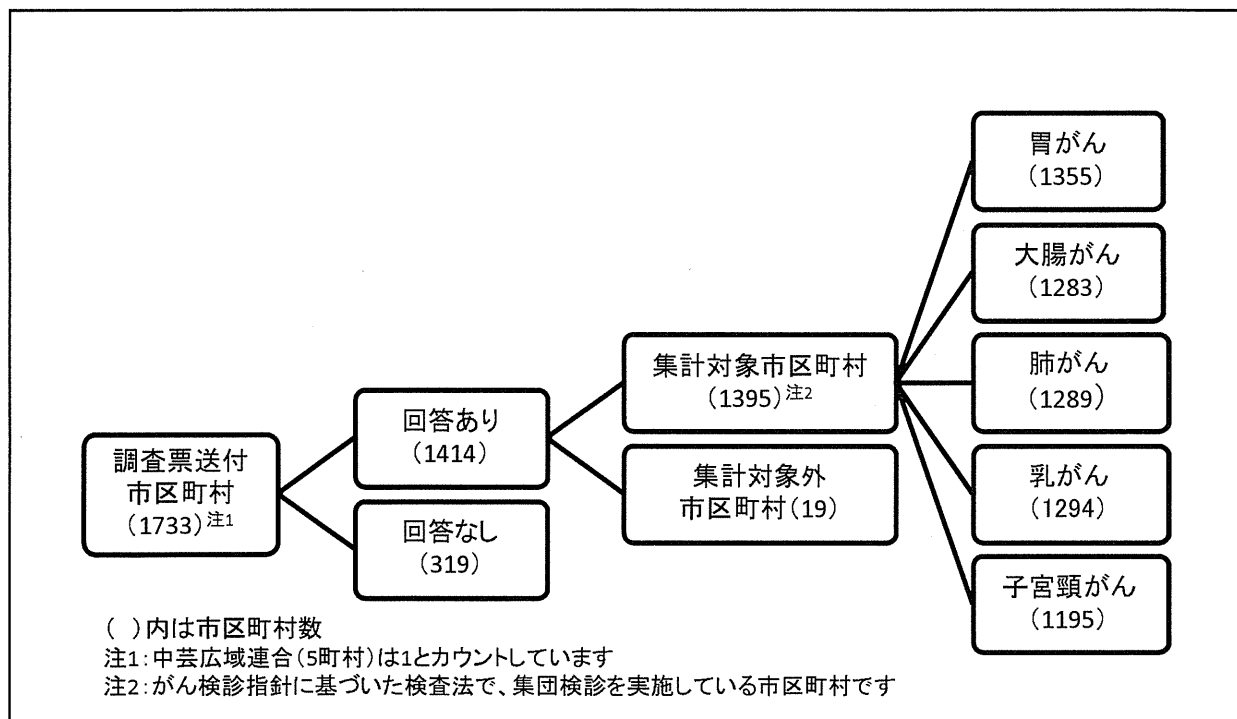 調査票送付
市区町村
(1733)注1
回答あり
(1414)
回答なし
(319)
集計対象市区町村
(1395)注2
集計対象外
市区町村(19)
胃がん
(1355)
大腸がん
(1283)
肺がん
(1289)
乳がん
(1294)
子宮頸がん
(1195)
( )内は市区町村数
注1:中芸広域連合(5町村)は1とカウントしています
注2:がん検診指針に基づいた検査法で、集団検診を実施している市区町村です